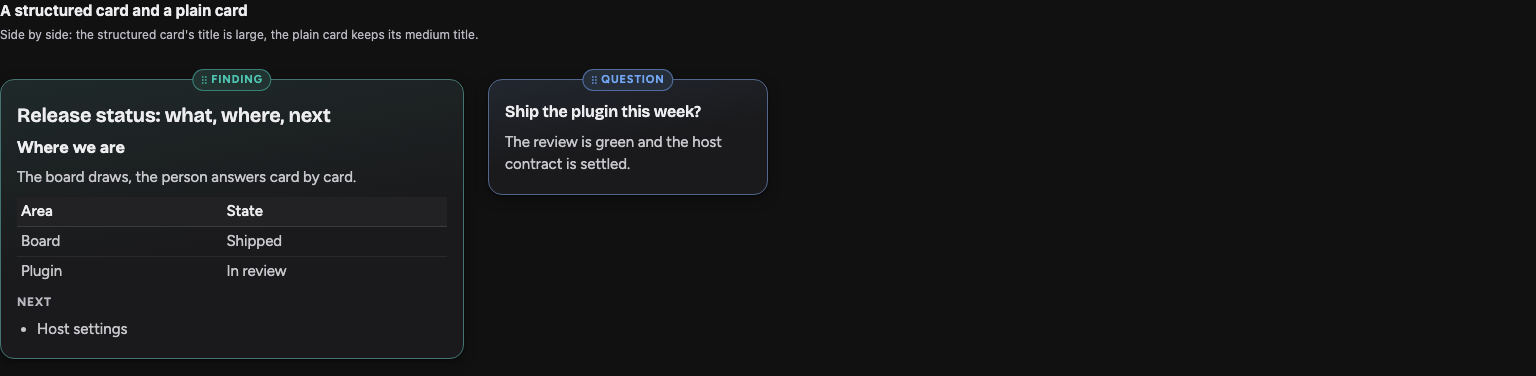 A structured card and a plain card
Side by side: the structured card's title is large, the plain card keeps its medium title.
FINDING
Release status: what, where, next
Where we are
The board draws, the person answers card by card.
Area State
Board Shipped
Plugin In review
NEXT
• Host settings
QUESTION
Ship the plugin this week?
The review is green and the host
contract is settled.